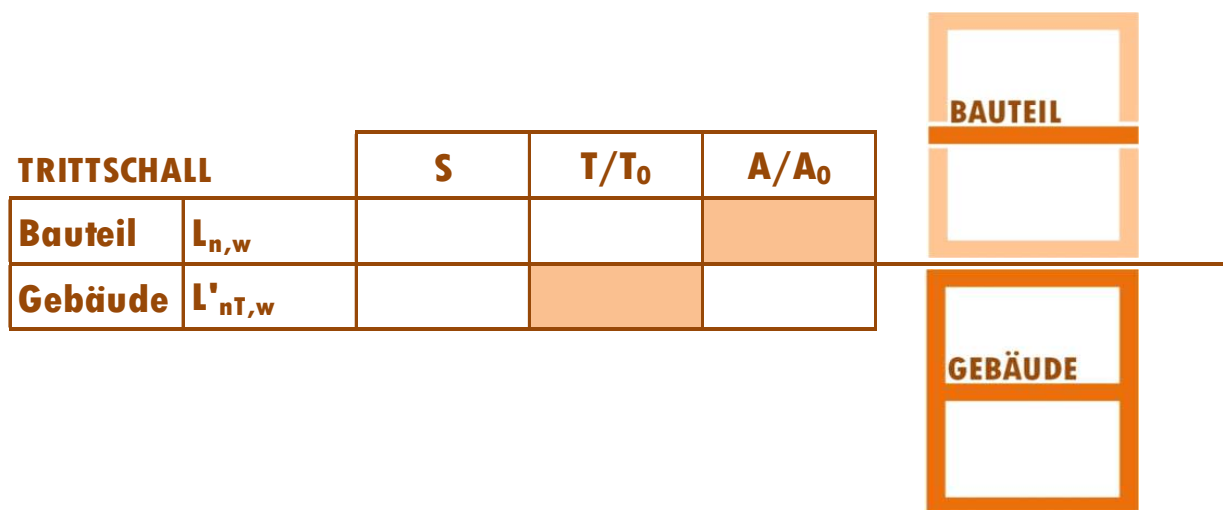 BAUTEIL
TRITTSCHALL S T/T₀ A/A₀
Bauteil Lₙ,w
Gebäude L'nT,w
GEBÄUDE